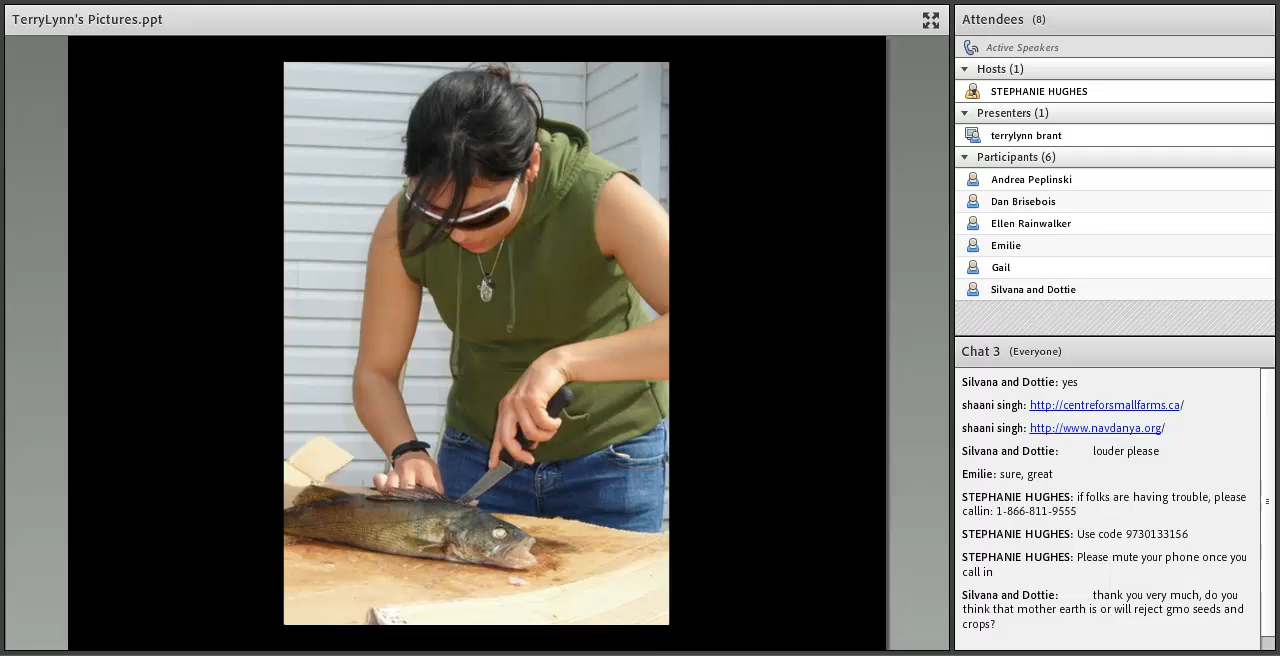 TerryLynn's Pictures.ppt
Attendees (8)
Active Speakers
Hosts (1)
STEPHANIE HUGHES
Presenters (1)
terrylynn brant
Participants (6)
Andrea Peplinski
Dan Brisebois
Ellen Rainwalker
Emilie
Gail
Silvana and Dottie
Chat 3 (Everyone)
Silvana and Dottie: yes
shaani singh: http://centreforsmallfarms.ca/
shaani singh: http://www.navdanya.org/
Silvana and Dottie: louder please
Emilie: sure, great
STEPHANIE HUGHES: if folks are having trouble, please
callin: 1-866-811-9555
STEPHANIE HUGHES: Use code 9730133156
STEPHANIE HUGHES: Please mute your phone once you
call in
Silvana and Dottie: thank you very much, do you
think that mother earth is or will reject gmo seeds and
crops?